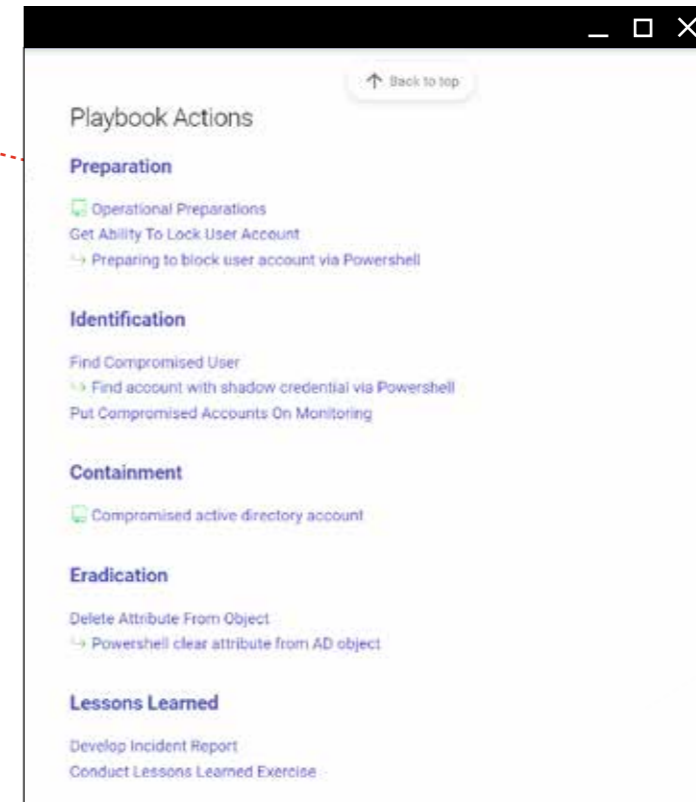 Back to top
Playbook Actions
Preparation
Operational Preparations
Get Ability To Lock User Account
Preparing to block user account via Powershell
Identification
Find Compromised User
Find account with shadow credential via Powershell
Put Compromised Accounts On Monitoring
Containment
Compromised active directory account
Eradication
Delete Attribute From Object
Powershell clear attribute from AD object
Lessons Learned
Develop Incident Report
Conduct Lessons Learned Exercise